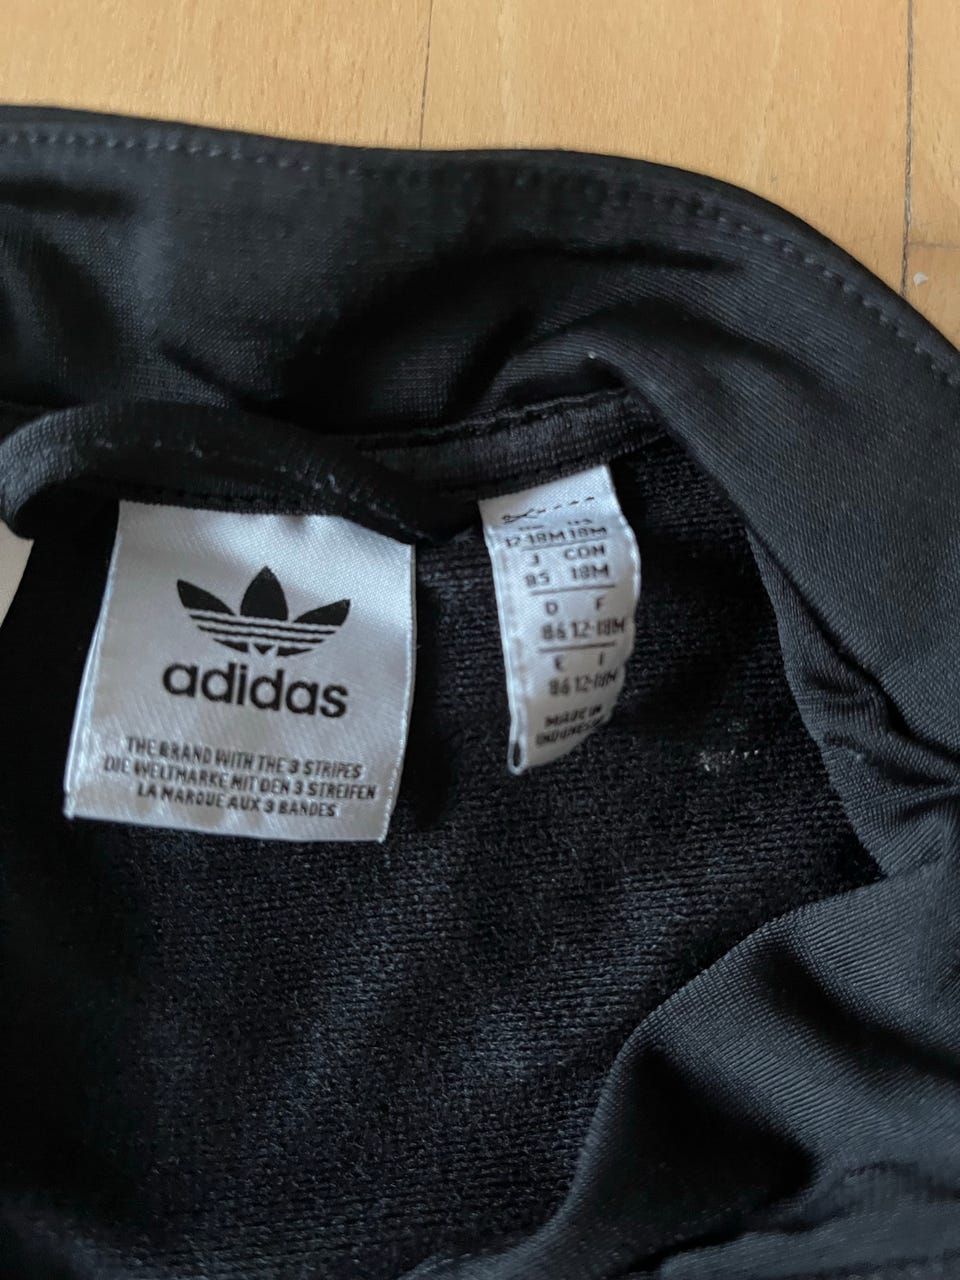 adidas
THE BRAND WITH THE 3 STRIPES
DIE WELTMARKE MIT DEN 3 STREIFEN
LA MARQUE AUX 3 BANDES
12-18M 18M
J CDN
85 18M
D F
86 12-18M
E I
86 12-18M
MADE IN
INDONESIA